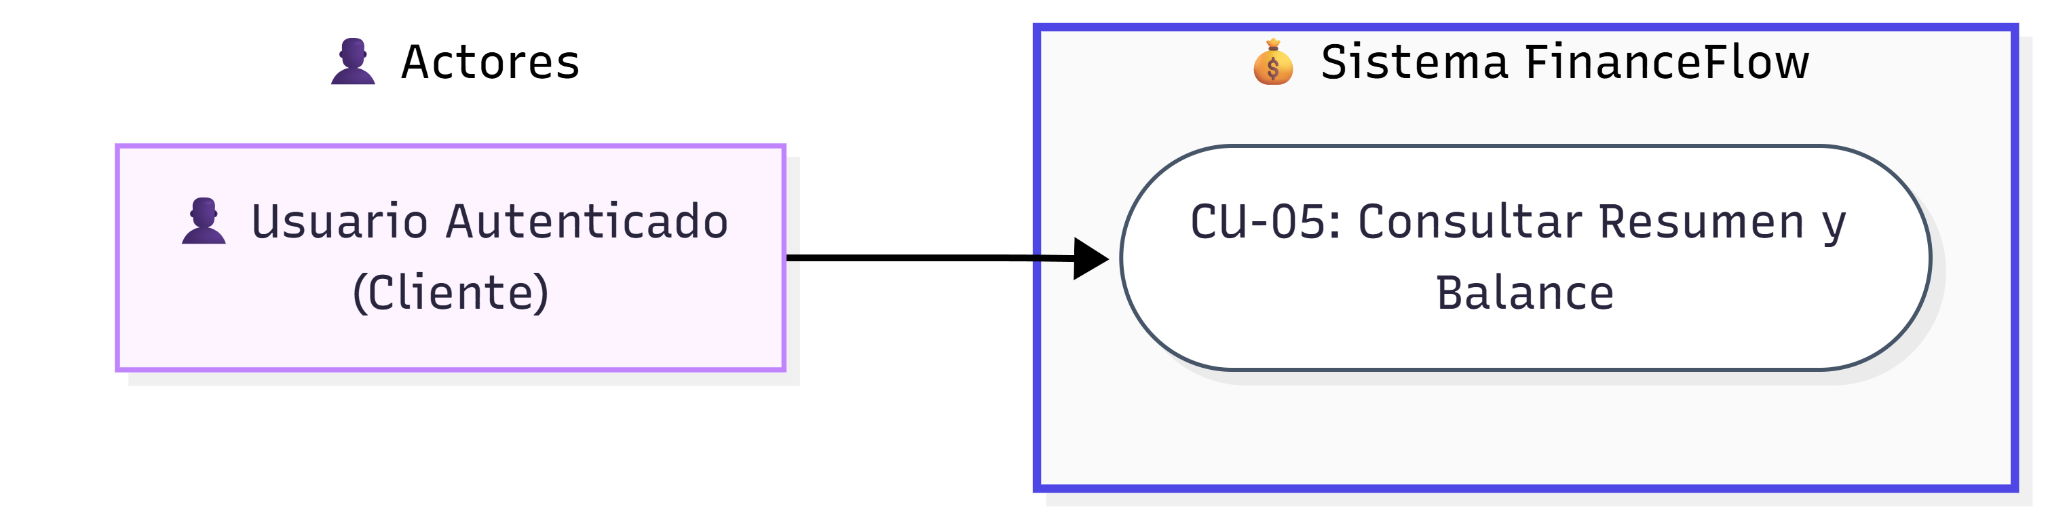 Actores
Sistema FinanceFlow
Usuario Autenticado
(Cliente)
CU-05: Consultar Resumen y
Balance